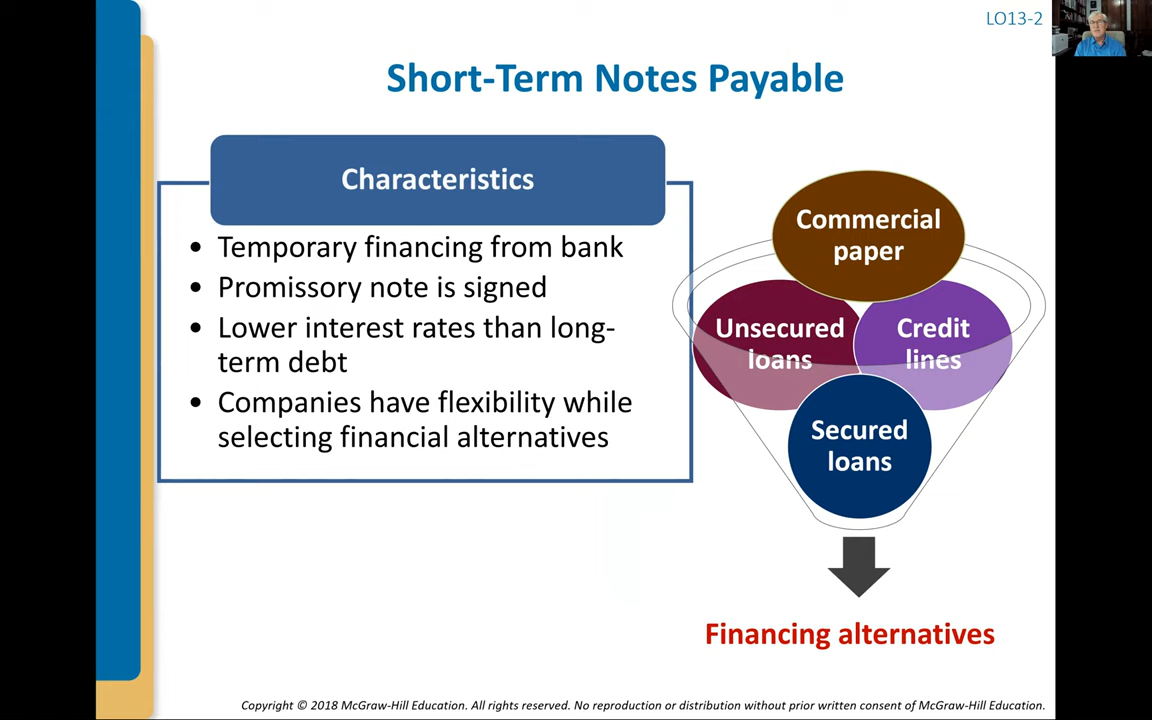 LO13-2
Short-Term Notes Payable
Characteristics
• Temporary financing from bank
• Promissory note is signed
• Lower interest rates than long-
term debt
• Companies have flexibility while
selecting financial alternatives
Commercial
paper
Unsecured
loans
Credit
lines
Secured
loans
Financing alternatives
Copyright © 2018 McGraw-Hill Education. All rights reserved. No reproduction or distribution without prior written consent of McGraw-Hill Education.